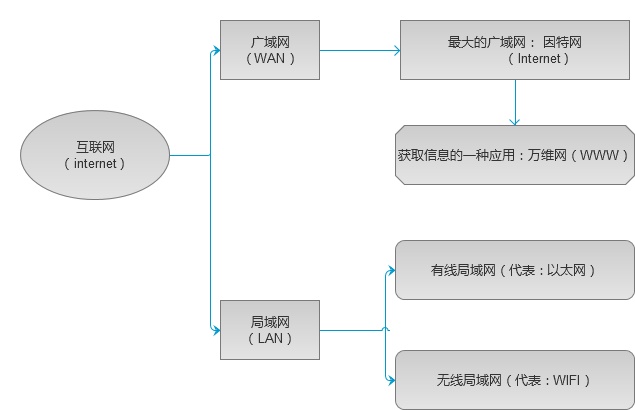 互联网
（internet）
广域网
（WAN）
最大的广域网： 因特网
（Internet）
获取信息的一种应用：万维网（WWW）
有线局域网（代表：以太网）
局域网
（LAN）
无线局域网（代表：WIFI）